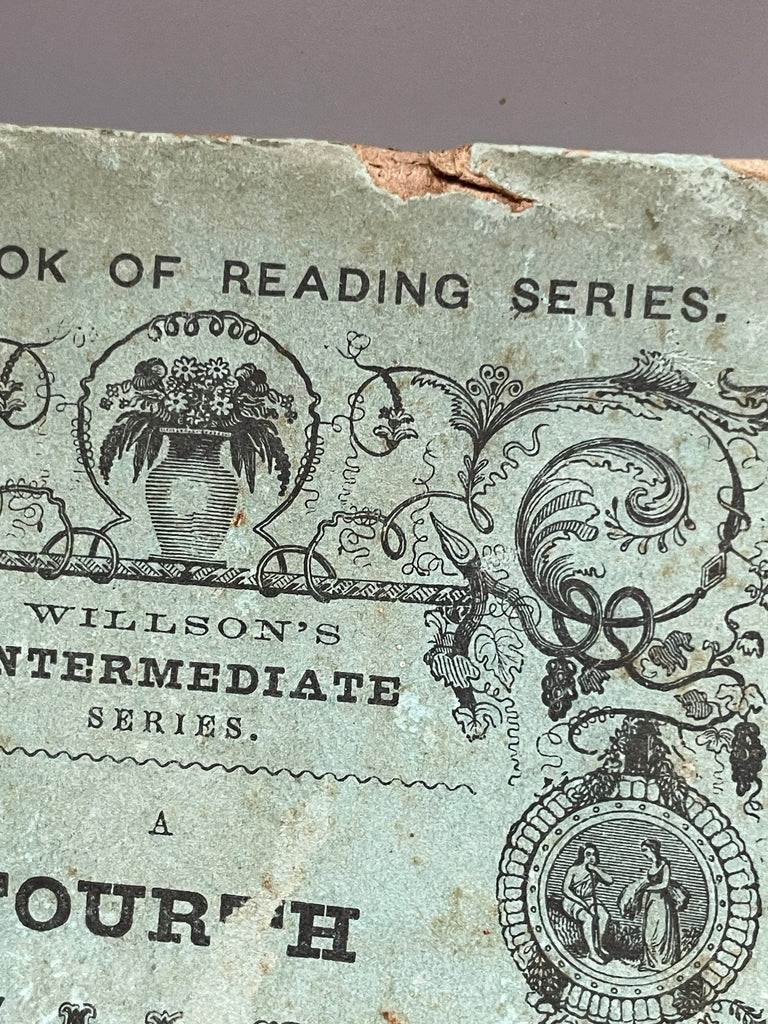 OK OF READING SERIES.
WILLSON'S
NTERMEDIATE
SERIES.
A
FOURTH